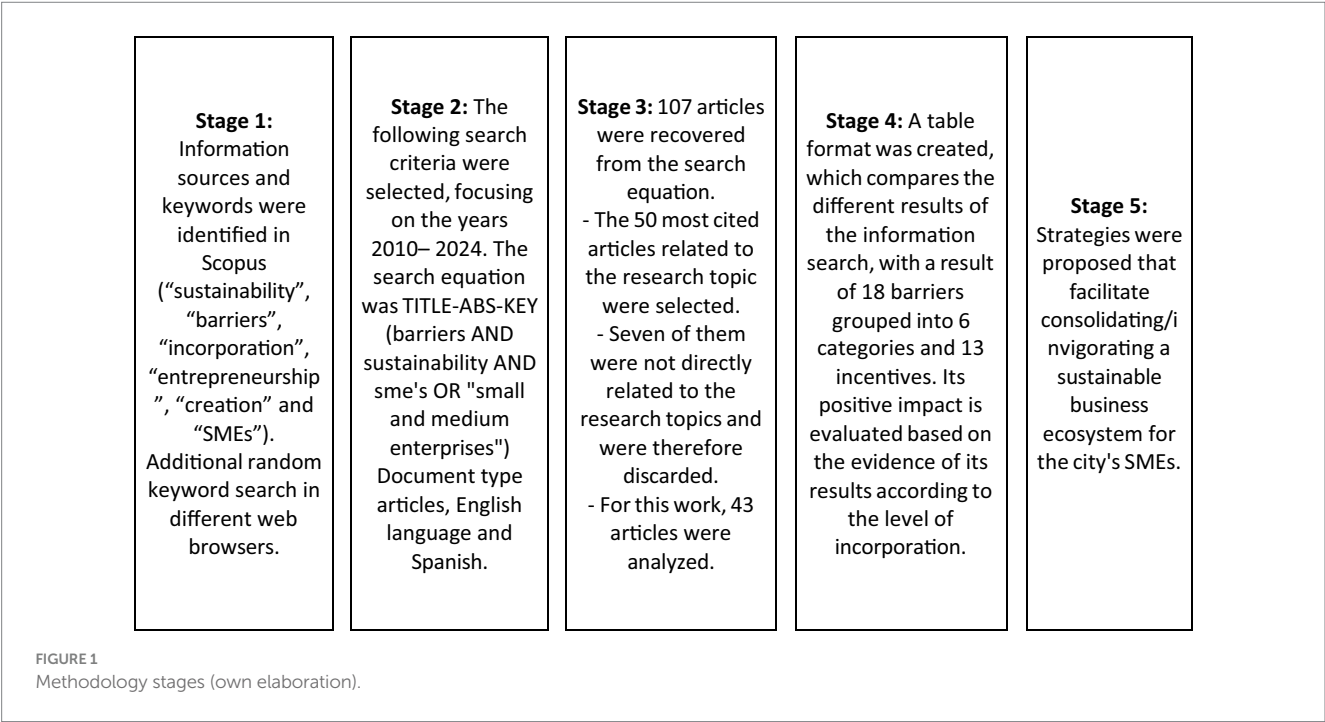 Stage 1:
Information
sources and
keywords were
identified in
Scopus
(“sustainability”,
“barriers”,
“incorporation”,
“entrepreneurship
”, “creation” and
“SMEs”).
Additional random
keyword search in
different web
browsers.
Stage 2: The
following search
criteria were
selected, focusing
on the years
2010– 2024. The
search equation
was TITLE-ABS-KEY
(barriers AND
sustainability AND
sme's OR "small
and medium
enterprises")
Document type
articles, English
language and
Spanish.
Stage 3: 107 articles
were recovered
from the search
equation.
- The 50 most cited
articles related to
the research topic
were selected.
- Seven of them
were not directly
related to the
research topics and
were therefore
discarded.
- For this work, 43
articles were
analyzed.
Stage 4: A table
format was created,
which compares the
different results of
the information
search, with a result
of 18 barriers
grouped into 6
categories and 13
incentives. Its
positive impact is
evaluated based on
the evidence of its
results according to
the level of
incorporation.
Stage 5:
Strategies were
proposed that
facilitate
consolidating/i
nvigorating a
sustainable
business
ecosystem for
the city's SMEs.
FIGURE 1
Methodology stages (own elaboration).